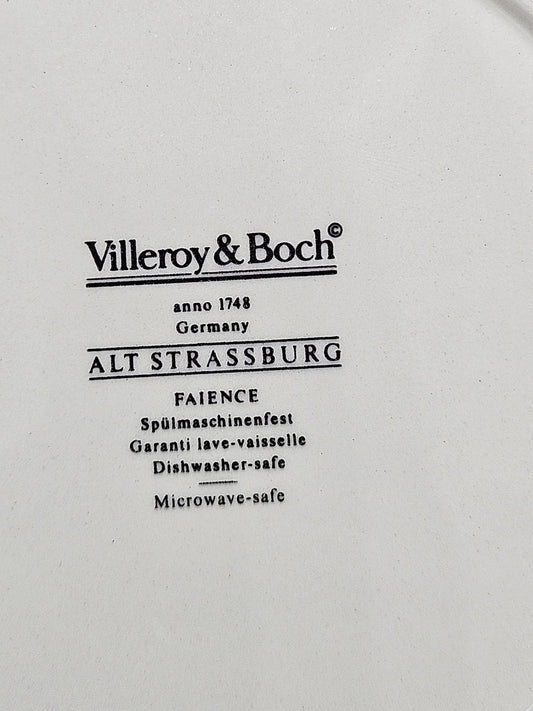 Villeroy & Boch©
anno 1748
Germany
ALT STRASSBURG
FAIENCE
Spülmaschinenfest
Garanti lave-vaisselle
Dishwasher-safe
Microwave-safe